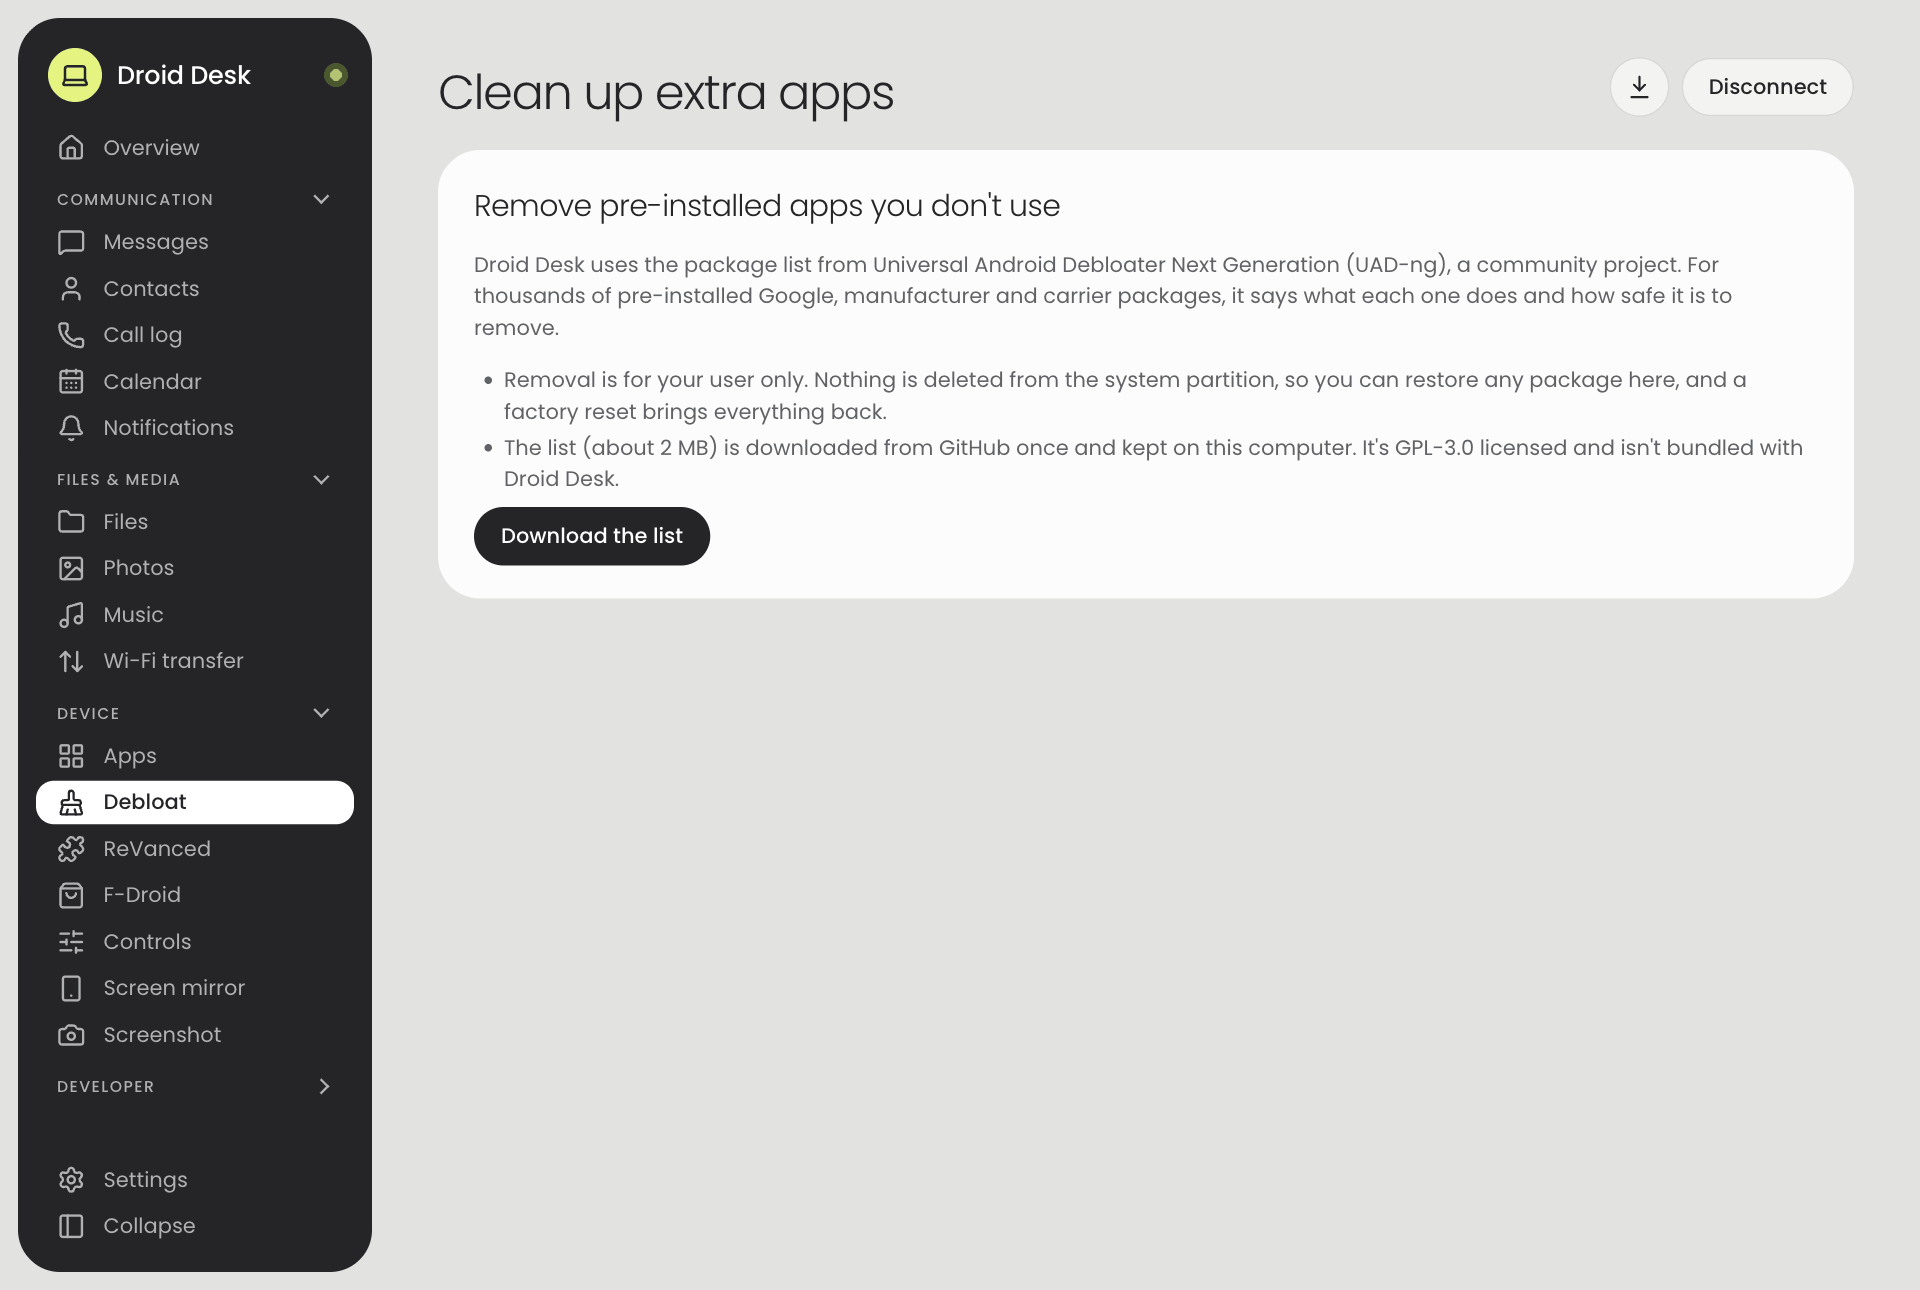 Droid Desk
Overview
COMMUNICATION
Messages
Contacts
Call log
Calendar
Notifications
FILES & MEDIA
Files
Photos
Music
Wi-Fi transfer
DEVICE
Apps
Debloat
ReVanced
F-Droid
Controls
Screen mirror
Screenshot
DEVELOPER
Settings
Collapse
Clean up extra apps
Disconnect
Remove pre-installed apps you don't use
Droid Desk uses the package list from Universal Android Debloater Next Generation (UAD-ng), a community project. For
thousands of pre-installed Google, manufacturer and carrier packages, it says what each one does and how safe it is to
remove.
• Removal is for your user only. Nothing is deleted from the system partition, so you can restore any package here, and a
factory reset brings everything back.
• The list (about 2 MB) is downloaded from GitHub once and kept on this computer. It's GPL-3.0 licensed and isn't bundled with
Droid Desk.
Download the list